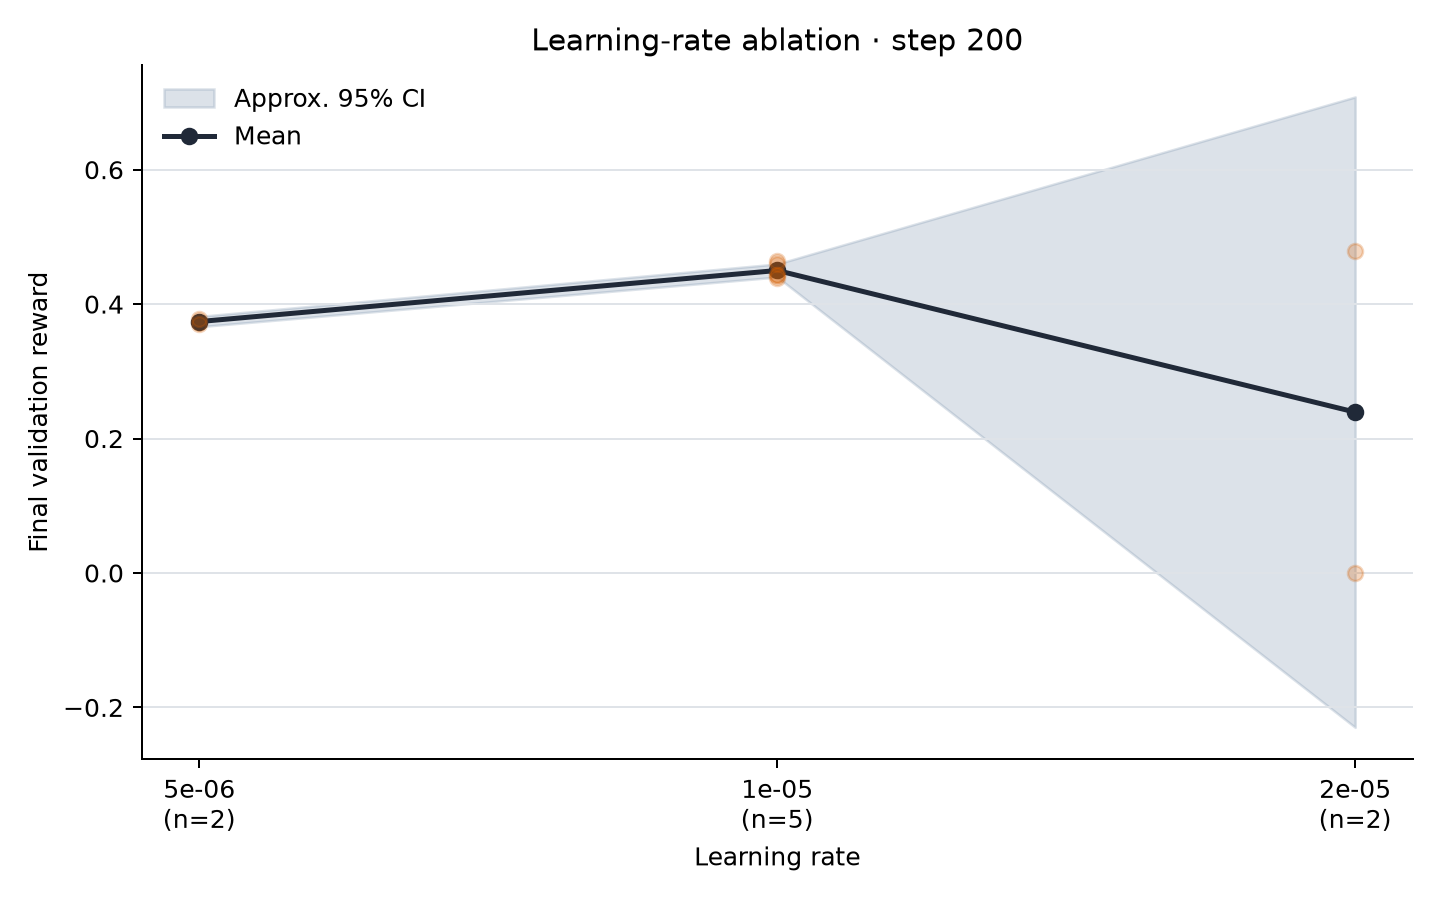 Learning-rate ablation · step 200
Approx. 95% CI
Mean
Final validation reward
0.6
0.4
0.2
0.0
−0.2
5e-06
(n=2)
1e-05
(n=5)
2e-05
(n=2)
Learning rate